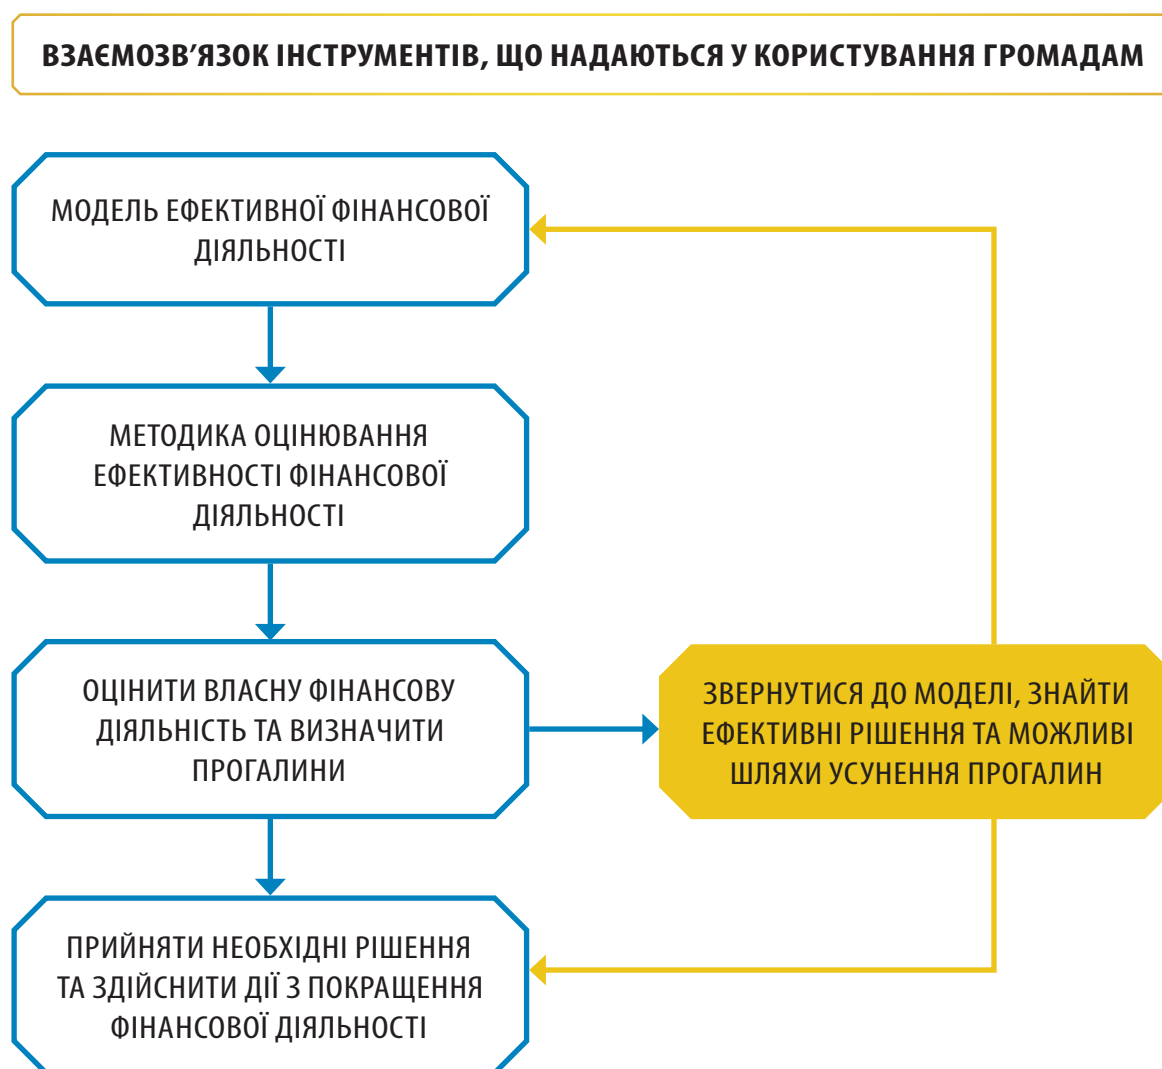 ВЗАЄМОЗВ'ЯЗОК ІНСТРУМЕНТІВ, ЩО НАДАЮТЬСЯ У КОРИСТУВАННЯ ГРОМАДАМ
МОДЕЛЬ ЕФЕКТИВНОЇ ФІНАНСОВОЇ
ДІЯЛЬНОСТІ
МЕТОДИКА ОЦІНЮВАННЯ
ЕФЕКТИВНОСТІ ФІНАНСОВОЇ
ДІЯЛЬНОСТІ
ОЦІНИТИ ВЛАСНУ ФІНАНСОВУ
ДІЯЛЬНІСТЬ ТА ВИЗНАЧИТИ
ПРОГАЛИНИ
ЗВЕРНУТИСЯ ДО МОДЕЛІ, ЗНАЙТИ
ЕФЕКТИВНІ РІШЕННЯ ТА МОЖЛИВІ
ШЛЯХИ УСУНЕННЯ ПРОГАЛИН
ПРИЙНЯТИ НЕОБХІДНІ РІШЕННЯ
ТА ЗДІЙСНИТИ ДІЇ З ПОКРАЩЕННЯ
ФІНАНСОВОЇ ДІЯЛЬНОСТІ